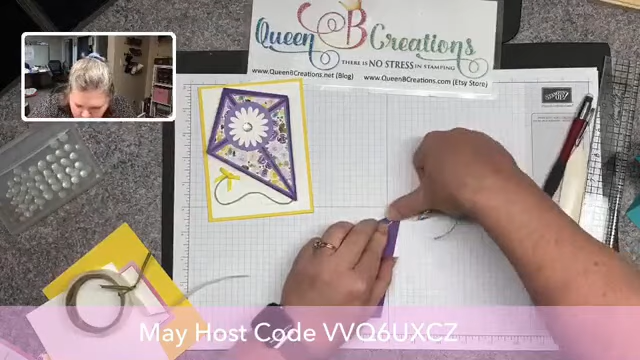 Queen B Creations
THERE IS NO STRESS IN STAMPING
www.QueenBCreations.net (Blog) www.QueenBCreations.com (Etsy Store)
May Host Code VVQ6UXCZ